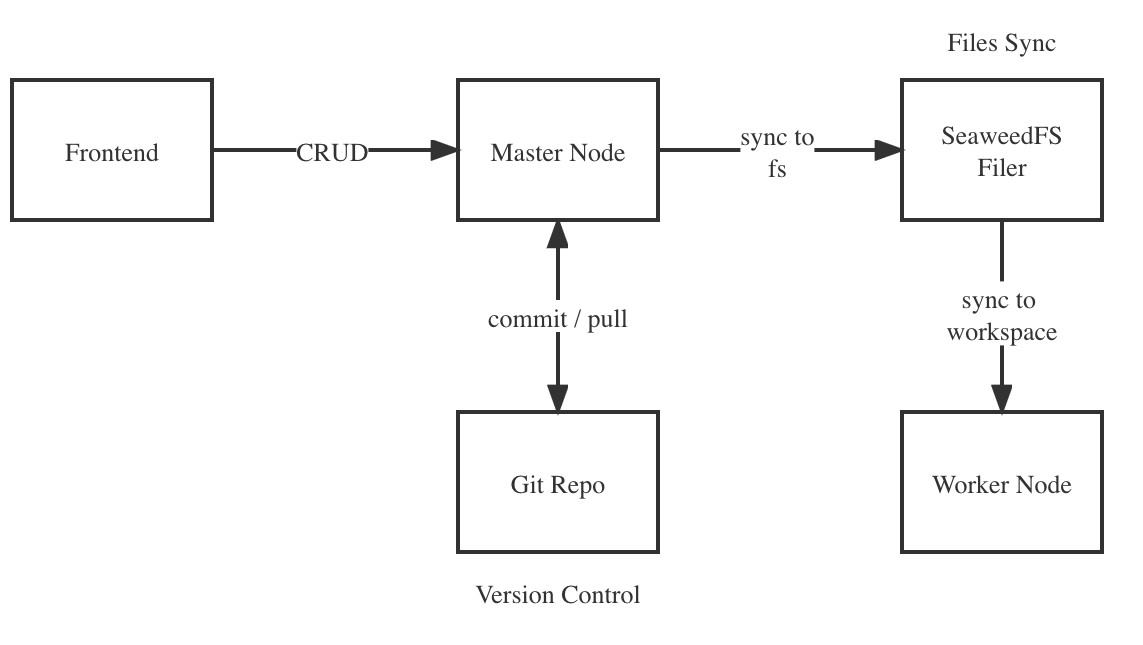 Files Sync
Frontend
CRUD
Master Node
sync to
fs
SeaweedFS
Filer
commit / pull
sync to
workspace
Git Repo
Worker Node
Version Control